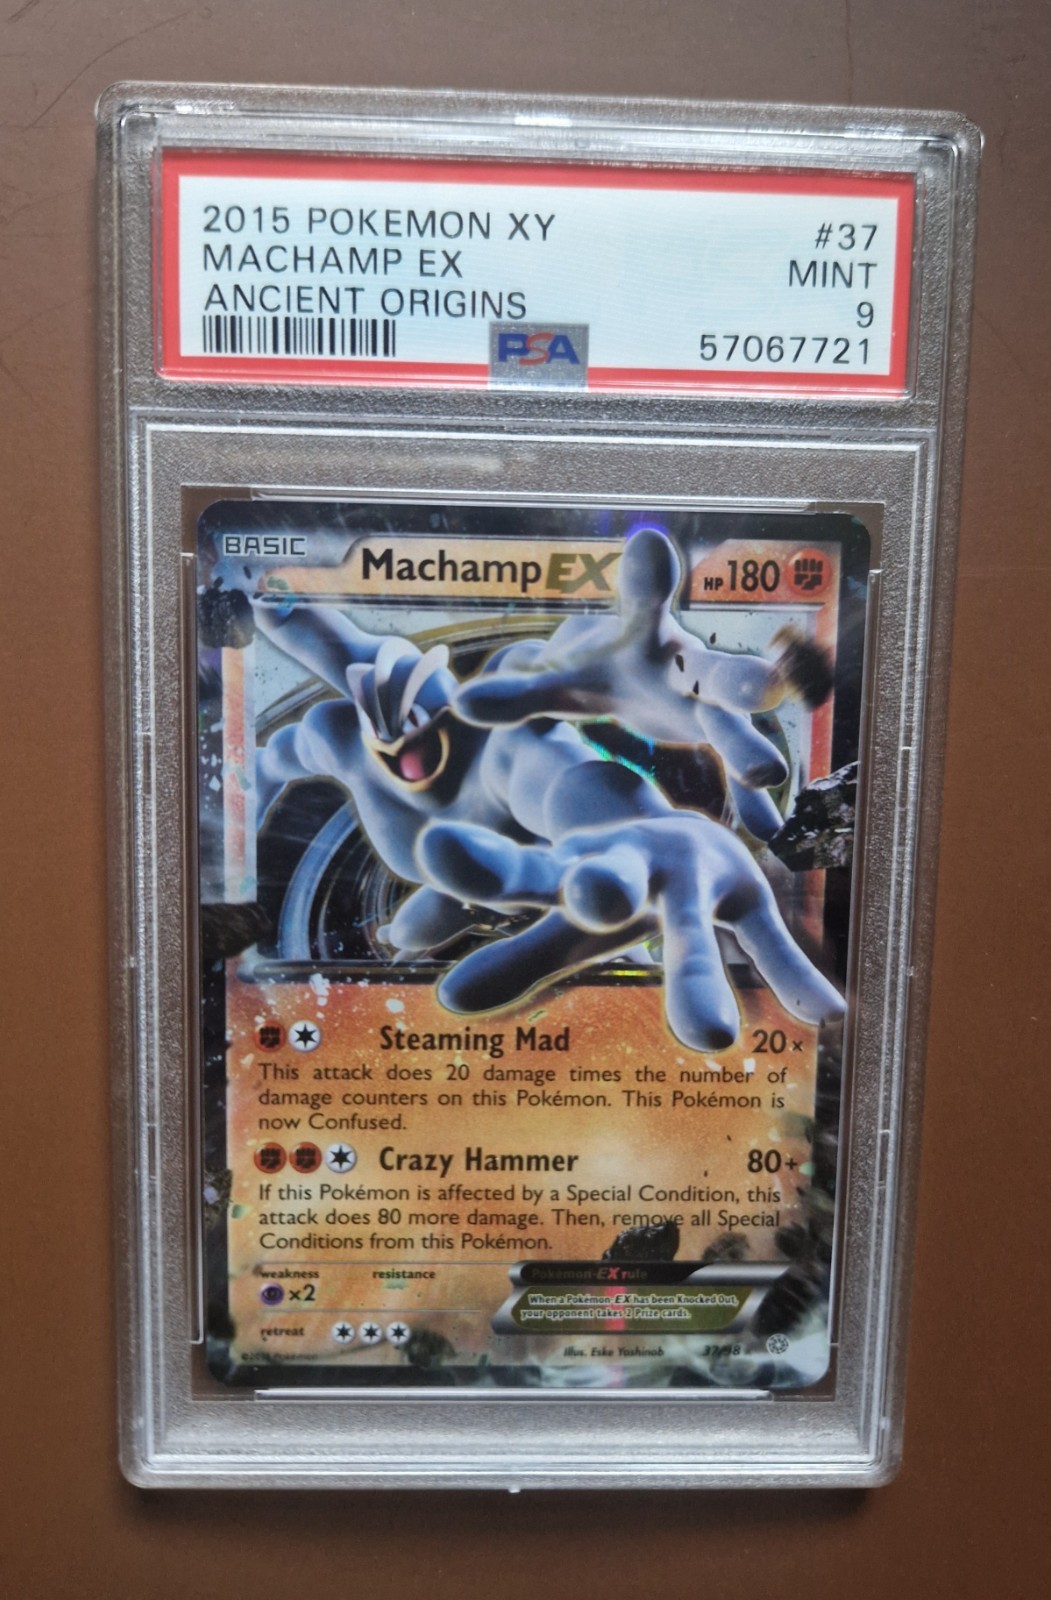 2015 POKEMON XY
MACHAMP EX
ANCIENT ORIGINS
#37
MINT
9
57067721
PSA
BASIC
Machamp EX
HP 180
Steaming Mad 20×
This attack does 20 damage times the number of
damage counters on this Pokémon. This Pokémon is
now Confused.
Crazy Hammer 80+
If this Pokémon is affected by a Special Condition, this
attack does 80 more damage. Then, remove all Special
Conditions from this Pokémon.
weakness resistance
×2
retreat
Pokémon-EX rule
When a Pokémon-EX has been Knocked Out,
your opponent takes 2 Prize cards.
©2015 Pokémon
Illus. Eske Yoshinob
37/98